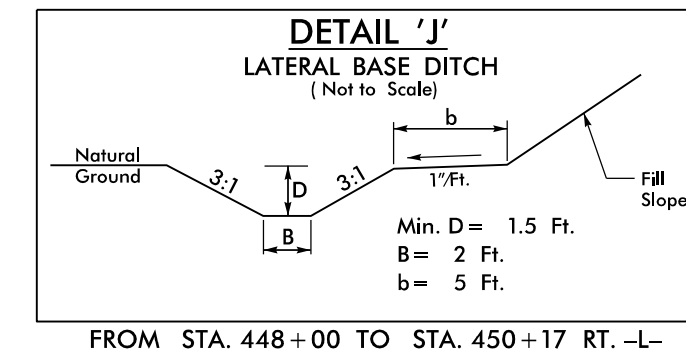 DETAIL 'J'
LATERAL BASE DITCH
( Not to Scale)
b
Natural
Ground
3:1
D
3:1
1"/Ft.
Fill
Slope
B
Min. D = 1.5 Ft.
B = 2 Ft.
b = 5 Ft.
FROM STA. 448+00 TO STA. 450+17 RT. -L-